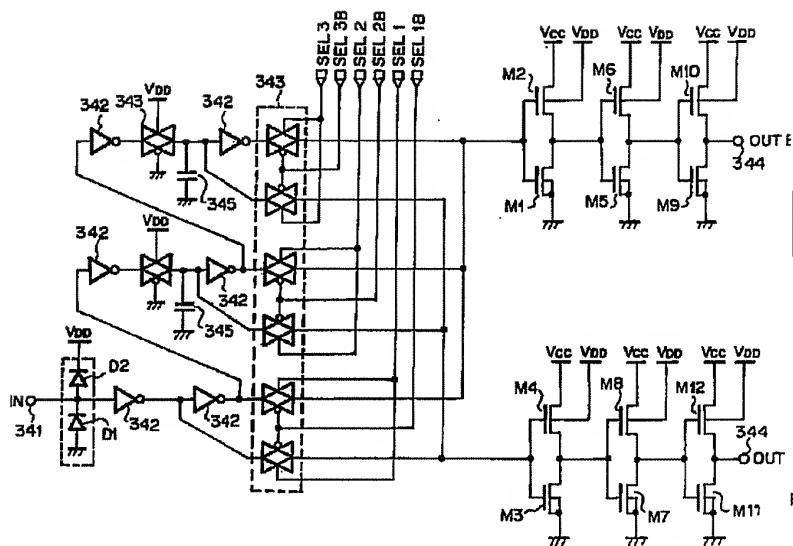 SEL 3
SEL 3B
SEL 2
SEL 2B
SEL 1
SEL 1B
VCC
VDD
VCC
VDD
VCC
VDD
342
343
VDD
342
343
M2
M6
M10
345
OUT
344
M1
M5
M9
342
VDD
342
345
VDD
D2
IN
341
D1
342
342
VCC
VDD
VCC
VDD
VCC
VDD
M4
M8
M12
344
OUT
M3
M7
M11